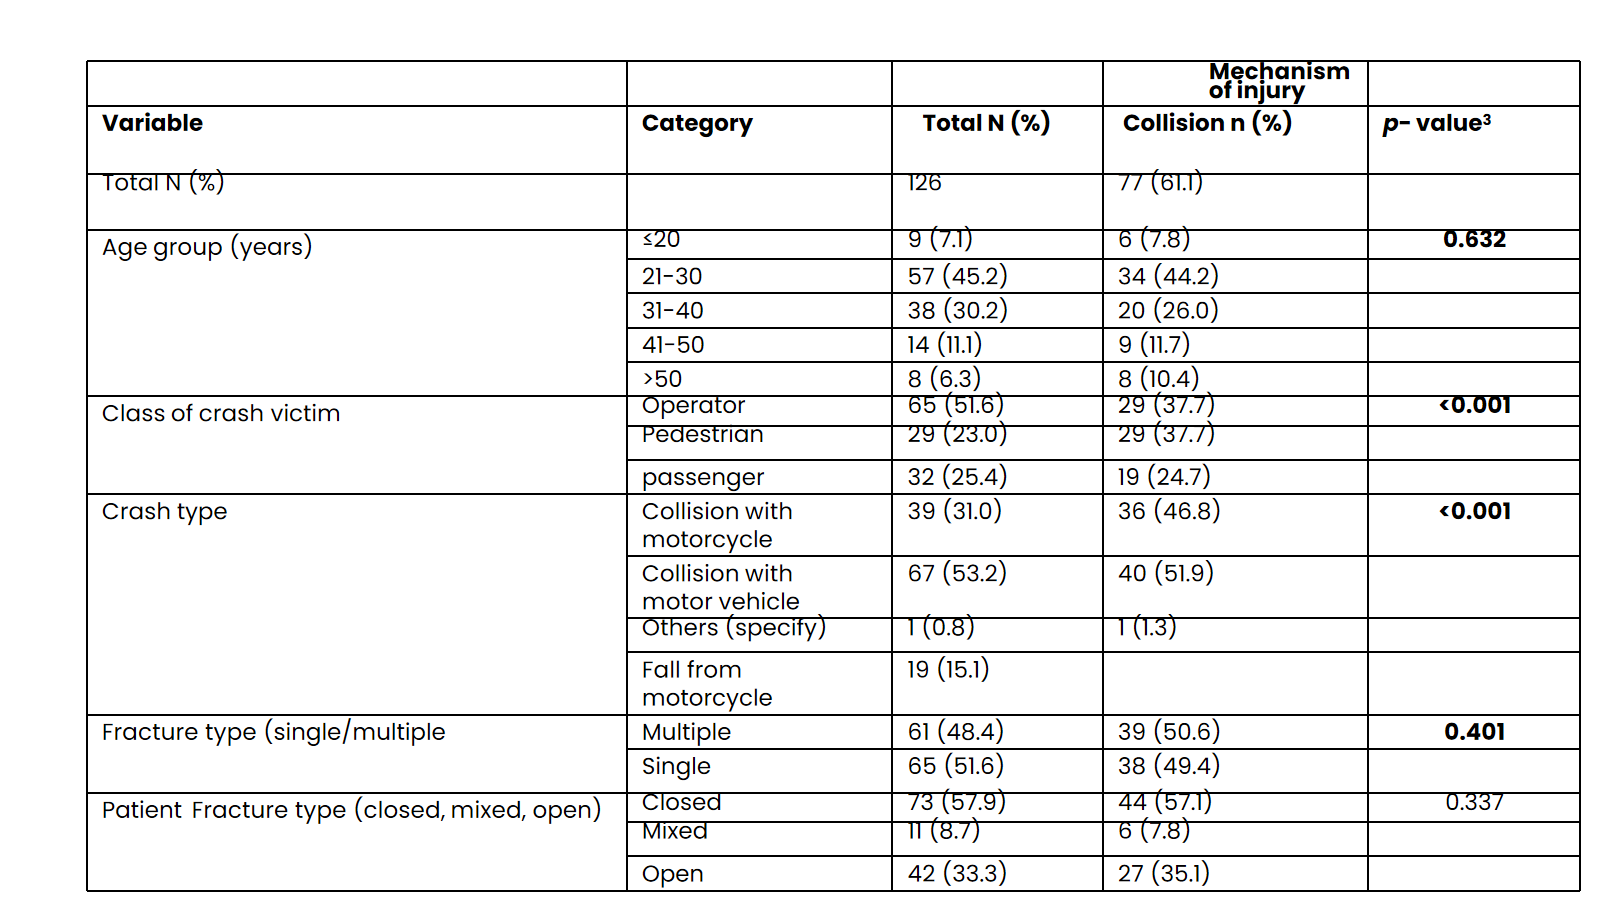 Mechanism
of injury
Variable Category Total N (%) Collision n (%) p- value³
Total N (%) 126 77 (61.1)
Age group (years) ≤20 9 (7.1) 6 (7.8) 0.632
21-30 57 (45.2) 34 (44.2)
31-40 38 (30.2) 20 (26.0)
41-50 14 (11.1) 9 (11.7)
>50 8 (6.3) 8 (10.4)
Class of crash victim Operator 65 (51.6) 29 (37.7) <0.001
Pedestrian 29 (23.0) 29 (37.7)
passenger 32 (25.4) 19 (24.7)
Crash type Collision with 39 (31.0) 36 (46.8) <0.001
motorcycle
Collision with 67 (53.2) 40 (51.9)
motor vehicle
Others (specify) 1 (0.8) 1 (1.3)
Fall from 19 (15.1)
motorcycle
Fracture type (single/multiple Multiple 61 (48.4) 39 (50.6) 0.401
Single 65 (51.6) 38 (49.4)
Patient Fracture type (closed, mixed, open) Closed 73 (57.9) 44 (57.1) 0.337
Mixed 11 (8.7) 6 (7.8)
Open 42 (33.3) 27 (35.1)